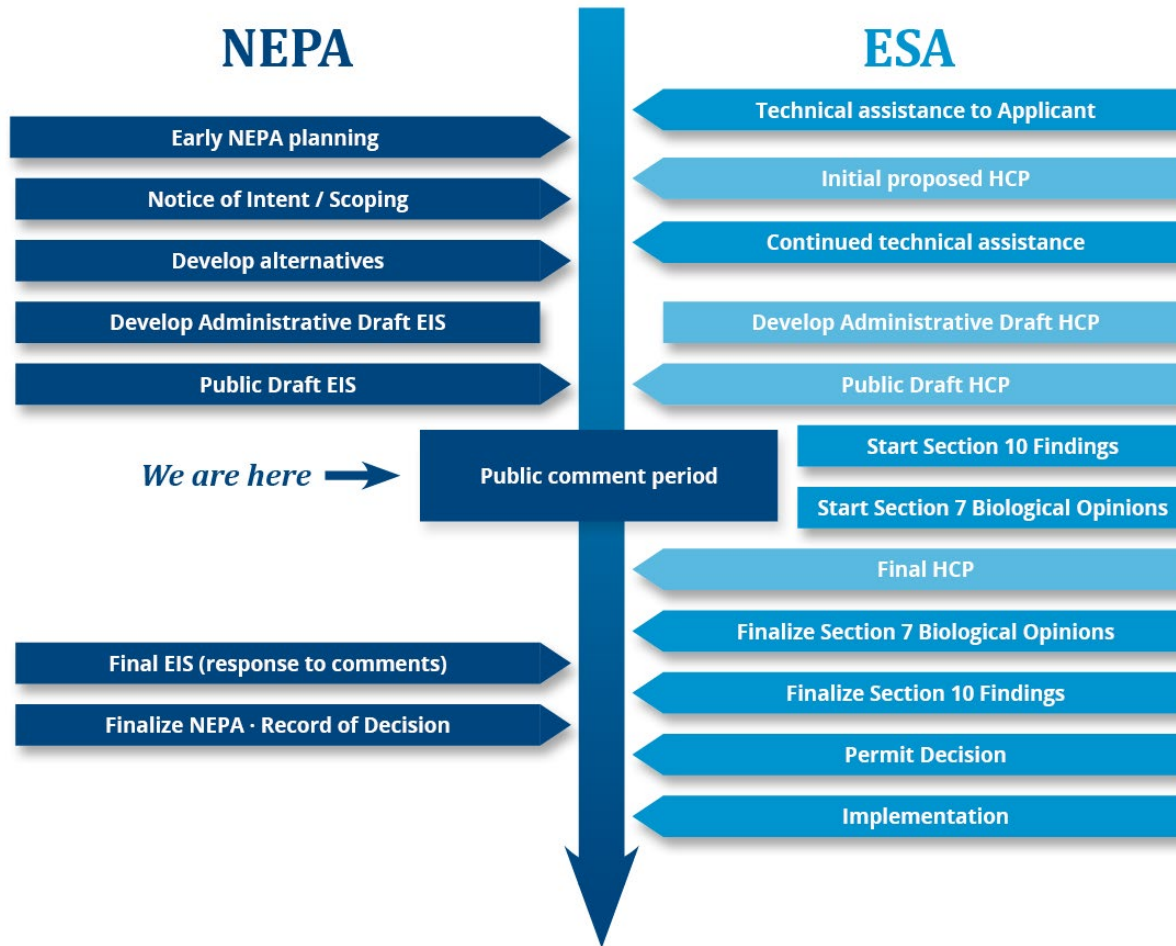 NEPA
Early NEPA planning
Notice of Intent / Scoping
Develop alternatives
Develop Administrative Draft EIS
Public Draft EIS
We are here
Public comment period
Final EIS (response to comments)
Finalize NEPA · Record of Decision
ESA
Technical assistance to Applicant
Initial proposed HCP
Continued technical assistance
Develop Administrative Draft HCP
Public Draft HCP
Start Section 10 Findings
Start Section 7 Biological Opinions
Final HCP
Finalize Section 7 Biological Opinions
Finalize Section 10 Findings
Permit Decision
Implementation